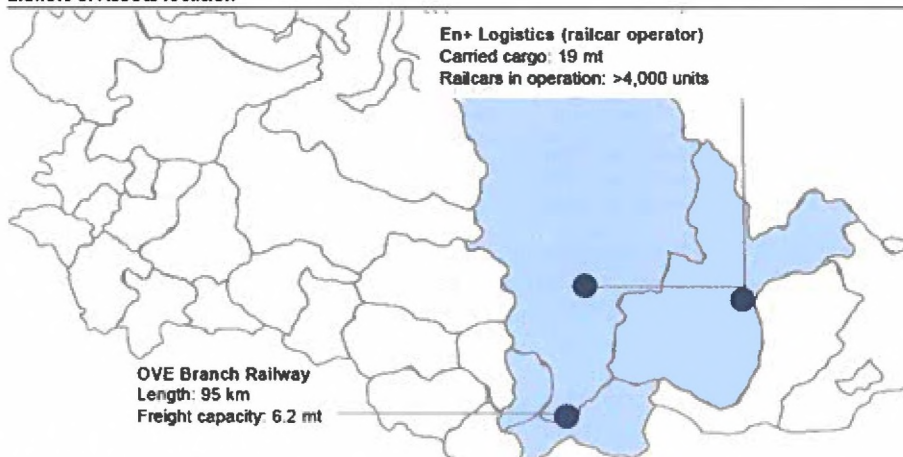 En+ Logistics (railcar operator)
Carried cargo: 19 mt
Railcars in operation: >4,000 units
OVE Branch Railway
Length: 95 km
Freight capacity: 6.2 mt